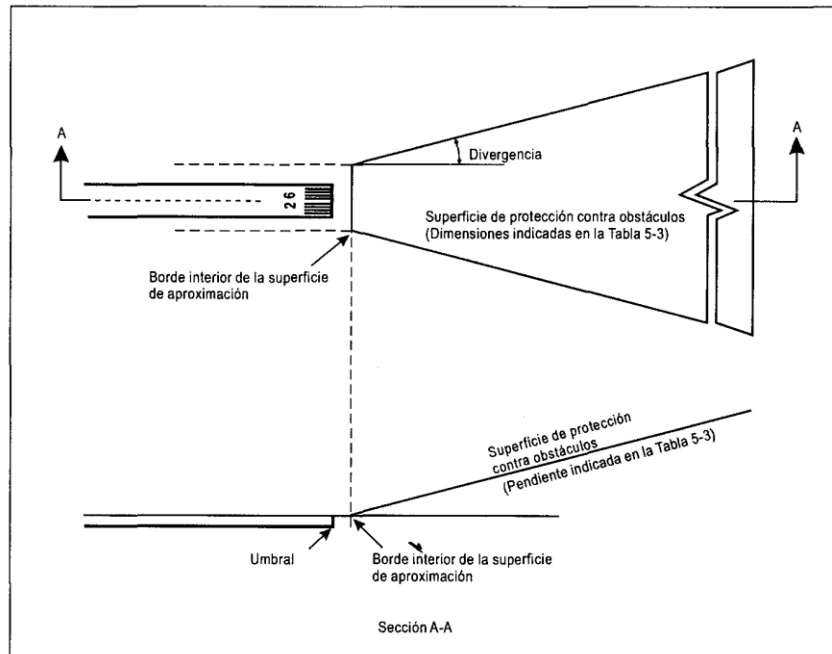 A
A
Divergencia
26
Superficie de protección contra obstáculos
(Dimensiones indicadas en la Tabla 5-3)
Borde interior de la superficie
de aproximación
Superficie de protección
contra obstáculos
(Pendiente indicada en la Tabla 5-3)
Umbral
Borde interior de la superficie
de aproximación
Sección A-A